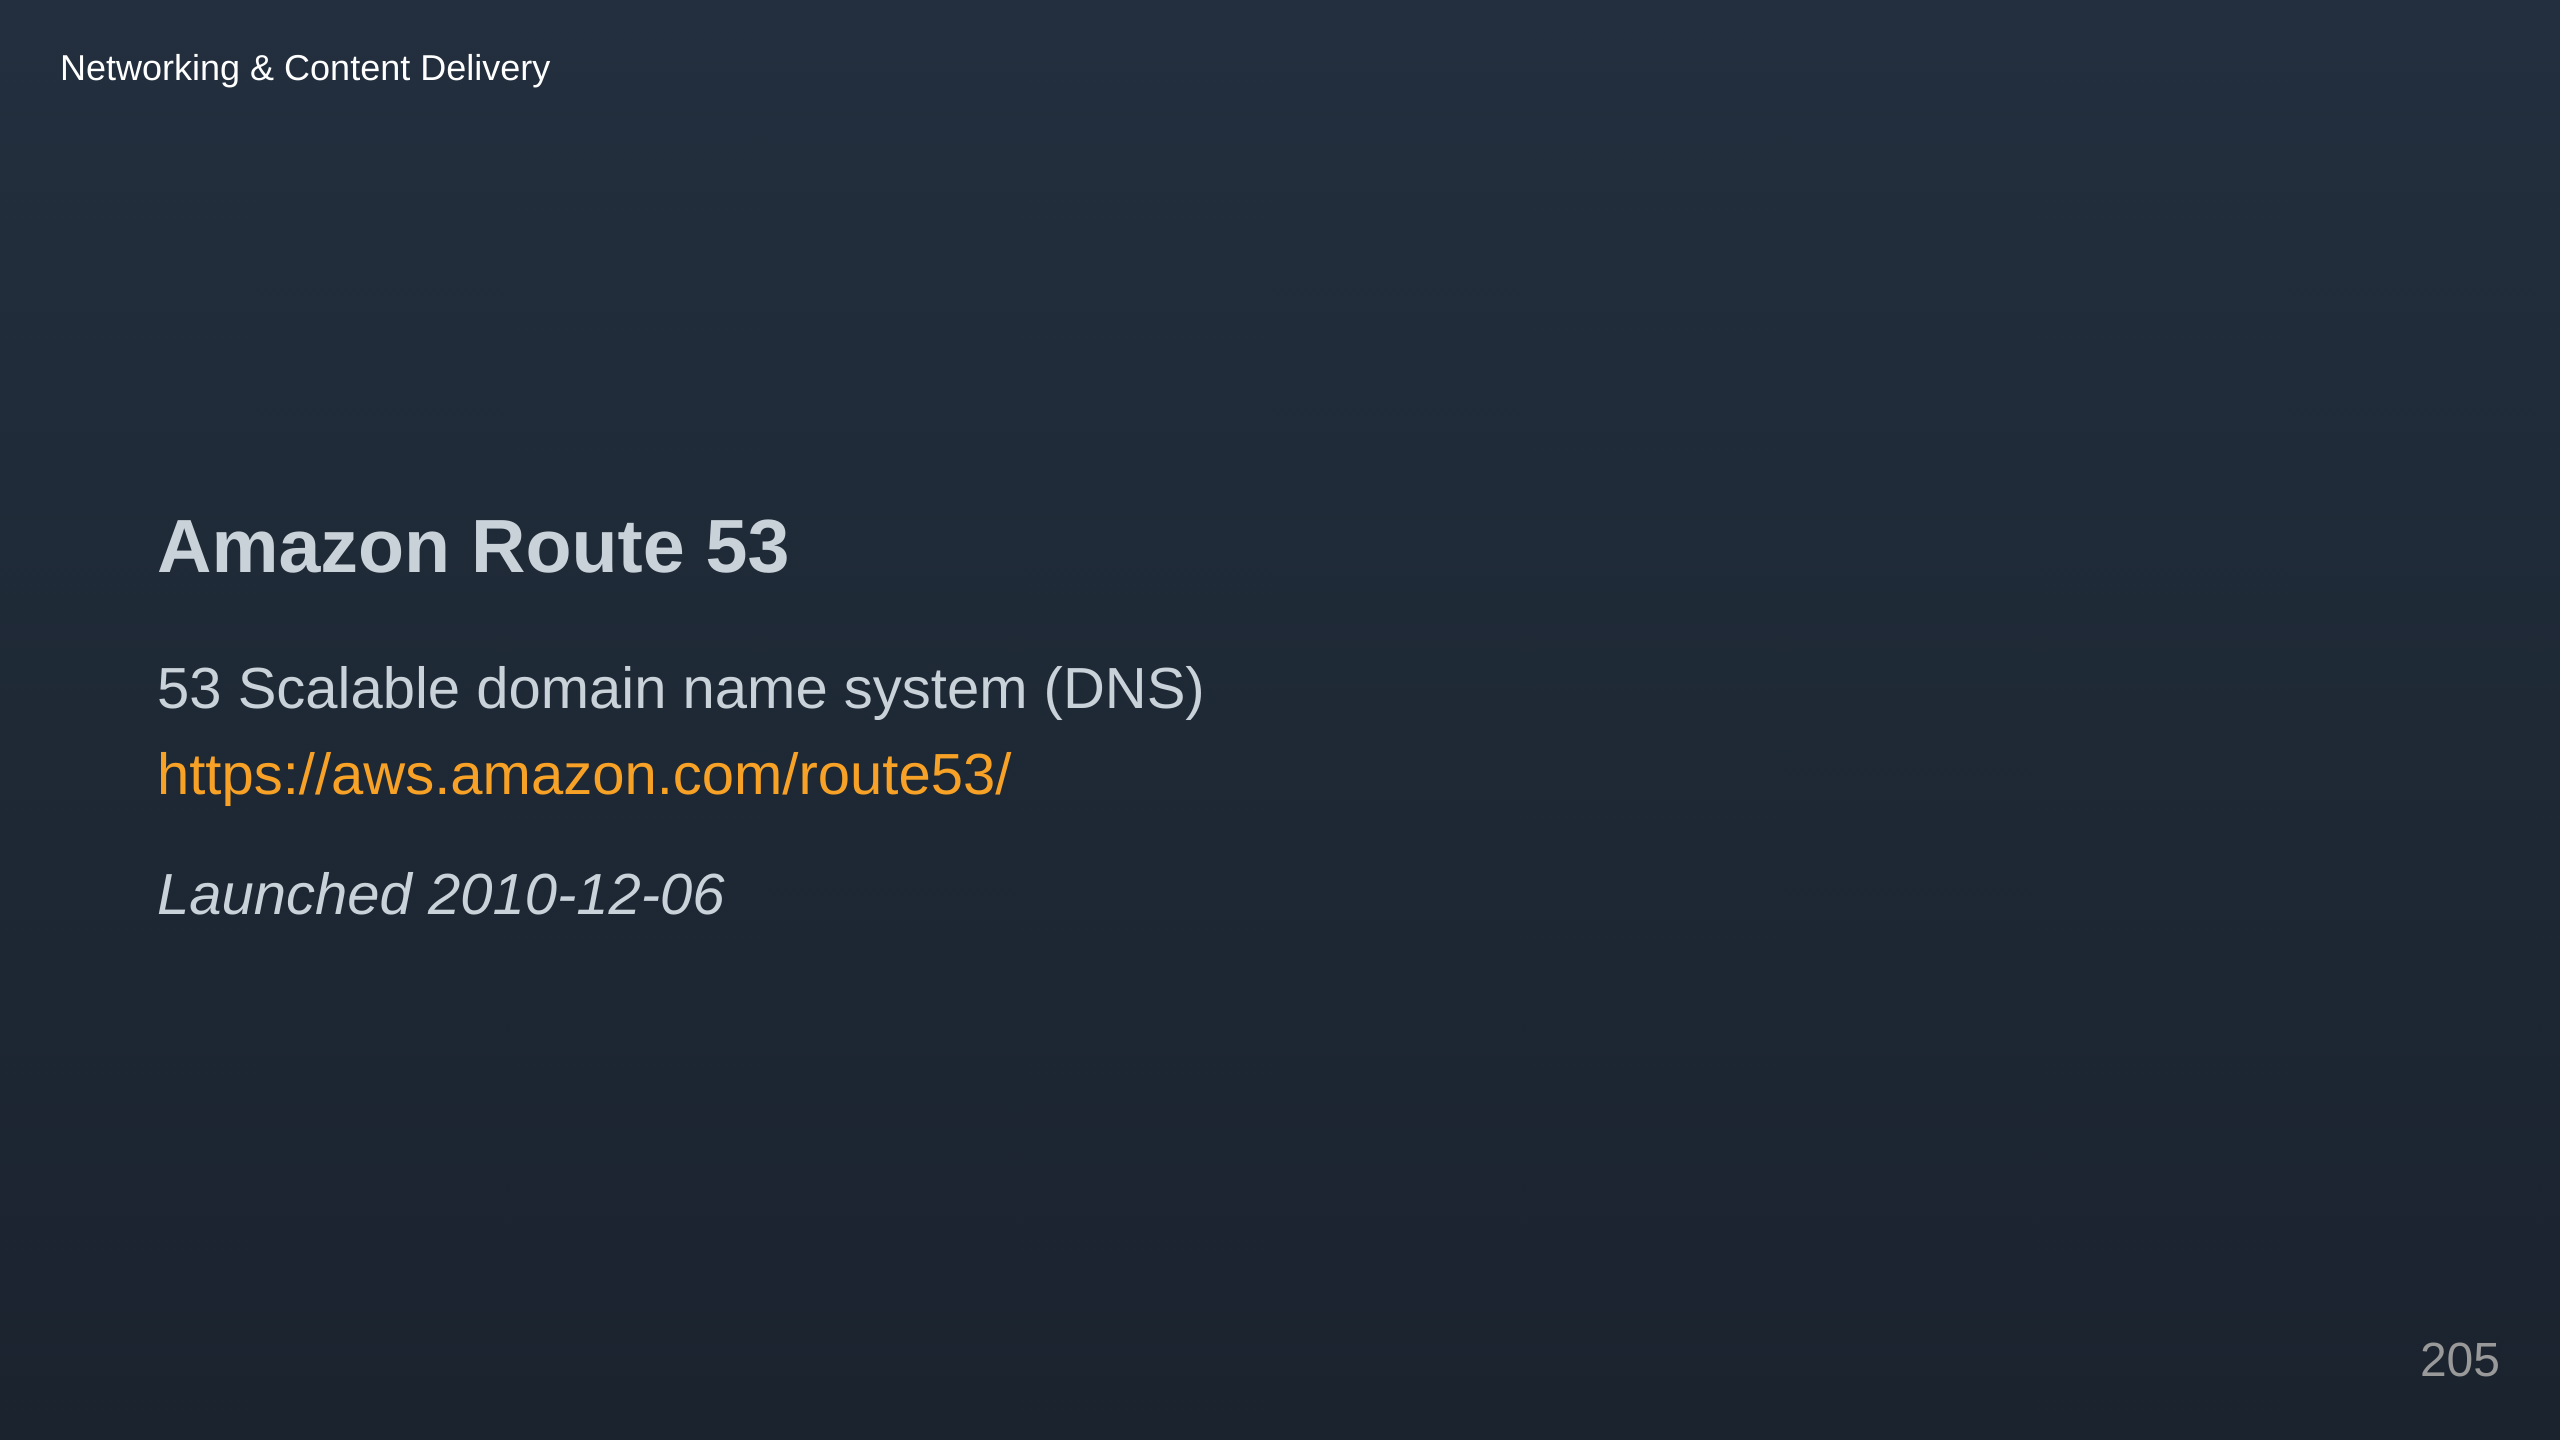 Networking & Content Delivery
Amazon Route 53
53 Scalable domain name system (DNS)
https://aws.amazon.com/route53/
Launched 2010-12-06
205